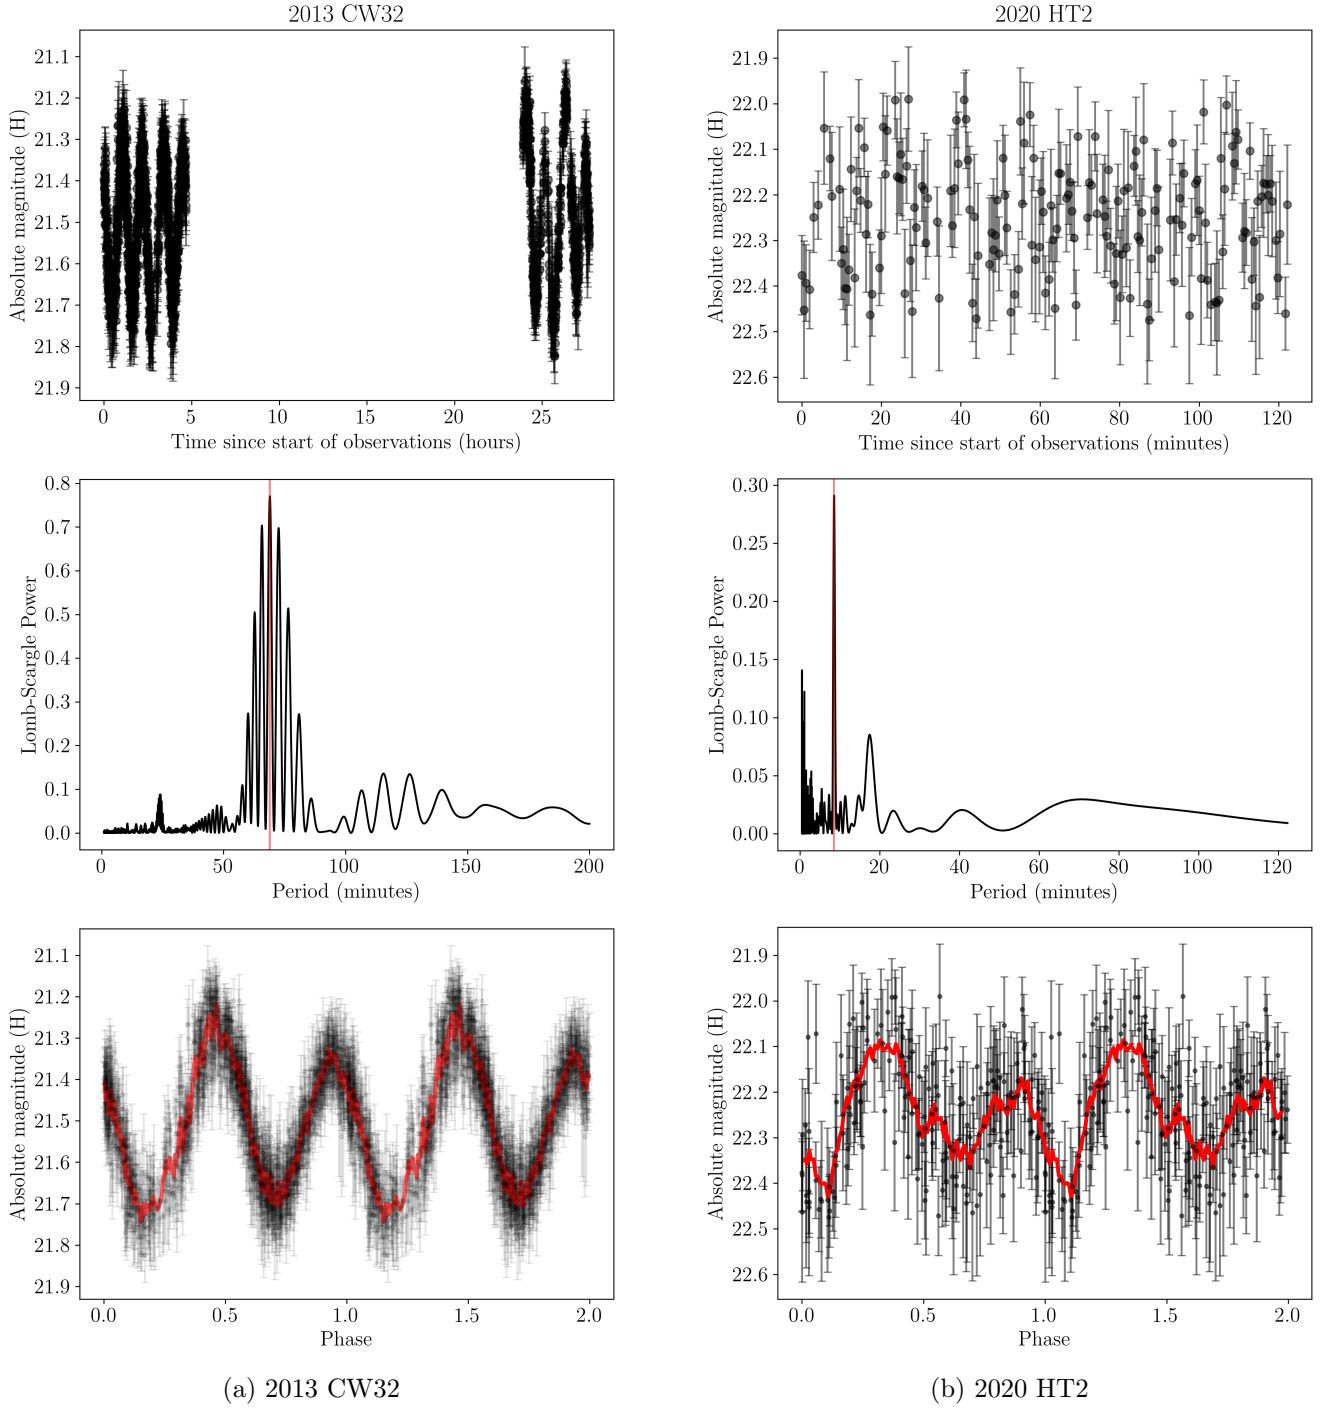 2013 CW32
21.1
21.2
21.3
21.4
21.5
21.6
21.7
21.8
21.9
Absolute magnitude (H)
0 5 10 15 20 25
Time since start of observations (hours)
2020 HT2
21.9
22.0
22.1
22.2
22.3
22.4
22.5
22.6
Absolute magnitude (H)
0 20 40 60 80 100 120
Time since start of observations (minutes)
0.8
0.7
0.6
0.5
0.4
0.3
0.2
0.1
0.0
Lomb-Scargle Power
0 50 100 150 200
Period (minutes)
0.30
0.25
0.20
0.15
0.10
0.05
0.00
Lomb-Scargle Power
0 20 40 60 80 100 120
Period (minutes)
21.1
21.2
21.3
21.4
21.5
21.6
21.7
21.8
21.9
Absolute magnitude (H)
0.0 0.5 1.0 1.5 2.0
Phase
21.9
22.0
22.1
22.2
22.3
22.4
22.5
22.6
Absolute magnitude (H)
0.0 0.5 1.0 1.5 2.0
Phase
(a) 2013 CW32
(b) 2020 HT2